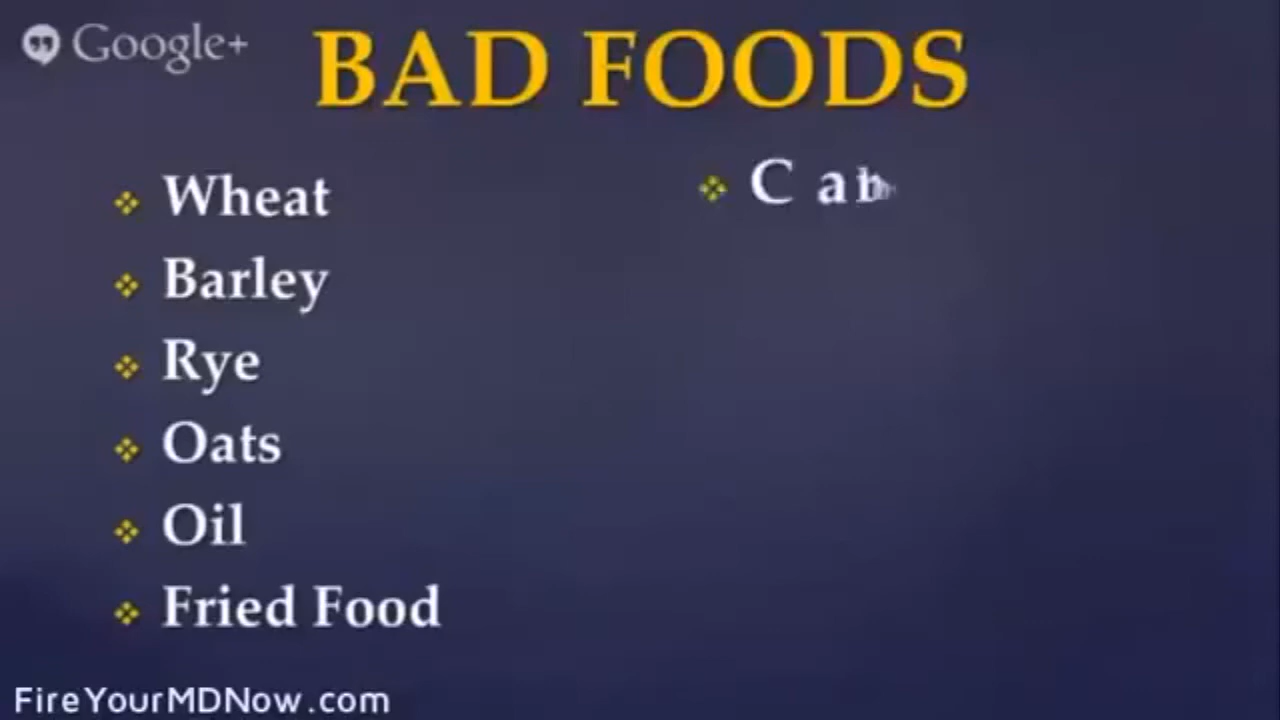 Google+
BAD FOODS
Wheat
Barley
Rye
Oats
Oil
Fried Food
FireYourMDNow.com